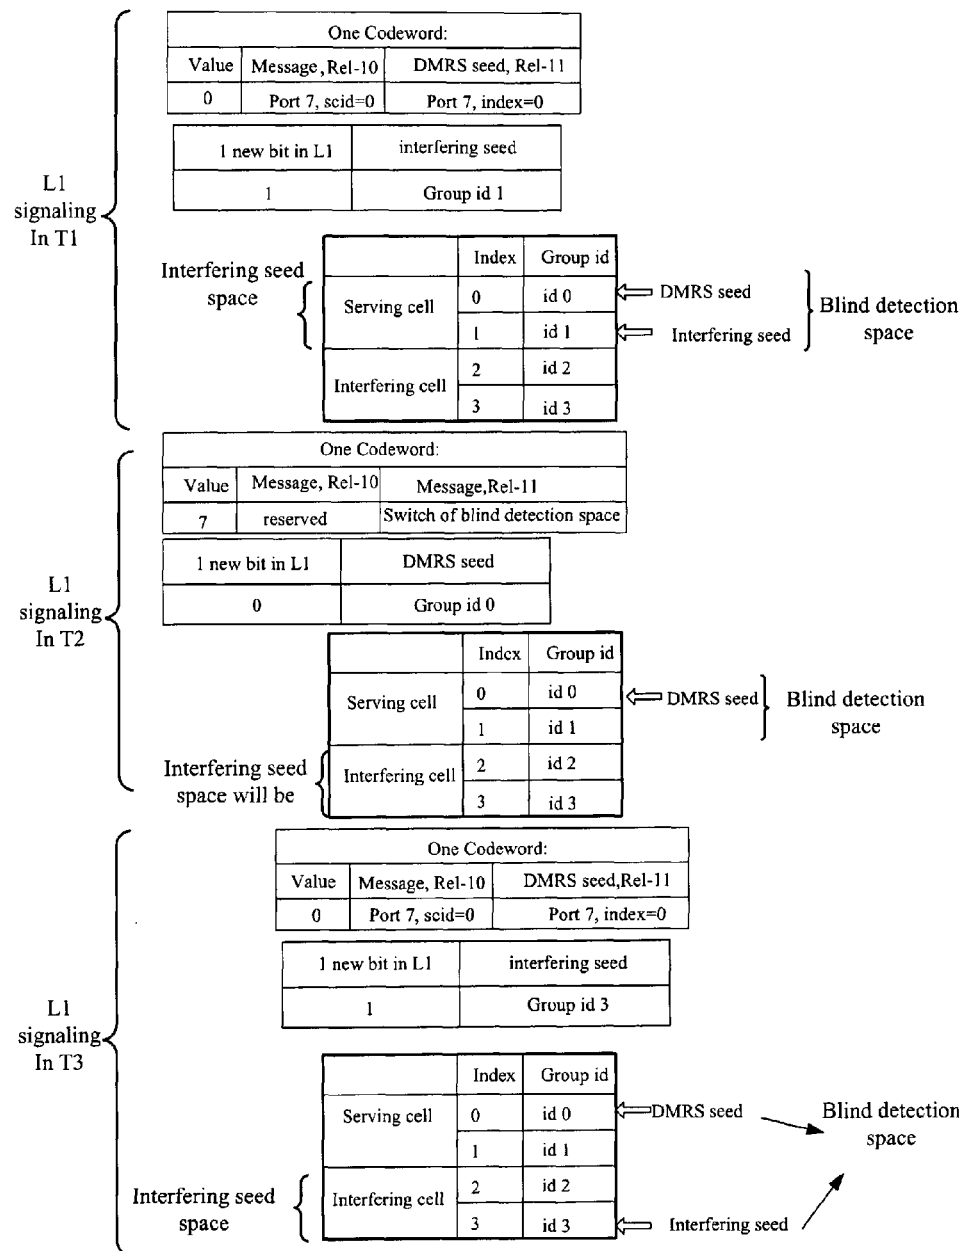 One Codeword:
Value Message,Rel-10 DMRS seed, Rel-11
0 Port 7, scid=0 Port 7, index=0
1 new bit in L1 interfering seed
1 Group id 1
L1
signaling
In T1
Index Group id
Interfering seed
space
Serving cell 0 id 0 DMRS seed
1 id 1 Interfering seed
Blind detection
space
Interfering cell 2 id 2
3 id 3
One Codeword:
Value Message, Rel-10 Message,Rel-11
7 reserved Switch of blind detection space
1 new bit in L1 DMRS seed
0 Group id 0
L1
signaling
In T2
Index Group id
Serving cell 0 id 0 DMRS seed
1 id 1
Blind detection
space
Interfering seed
space will be
Interfering cell 2 id 2
3 id 3
One Codeword:
Value Message, Rel-10 DMRS seed,Rel-11
0 Port 7, scid=0 Port 7, index=0
1 new bit in L1 interfering seed
1 Group id 3
L1
signaling
In T3
Index Group id
Serving cell 0 id 0 DMRS seed
1 id 1
Blind detection
space
Interfering seed
space
Interfering cell 2 id 2
3 id 3 Interfering seed